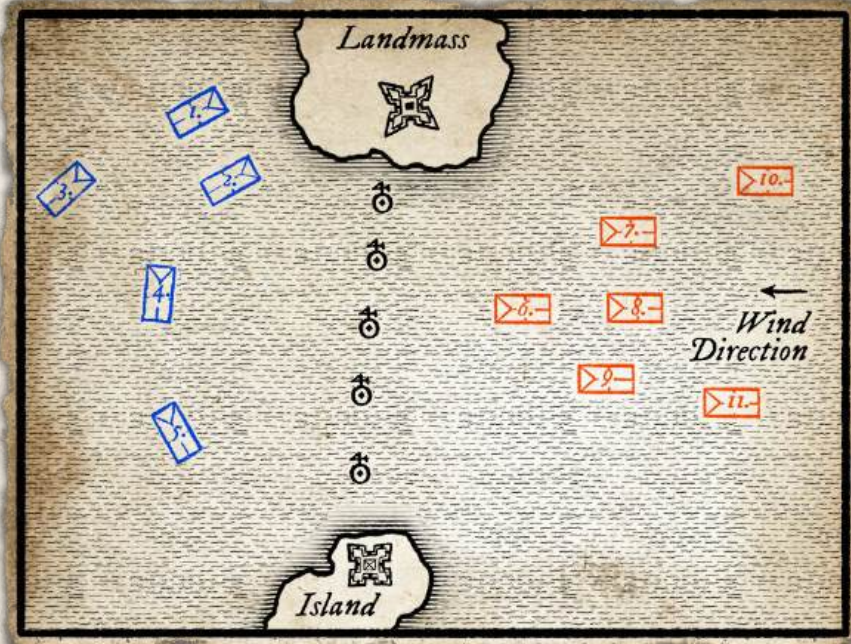 Landmass
1.
2.
3.
10.
7.
4.
6.
8.
Wind
Direction
9.
11.
5.
Island